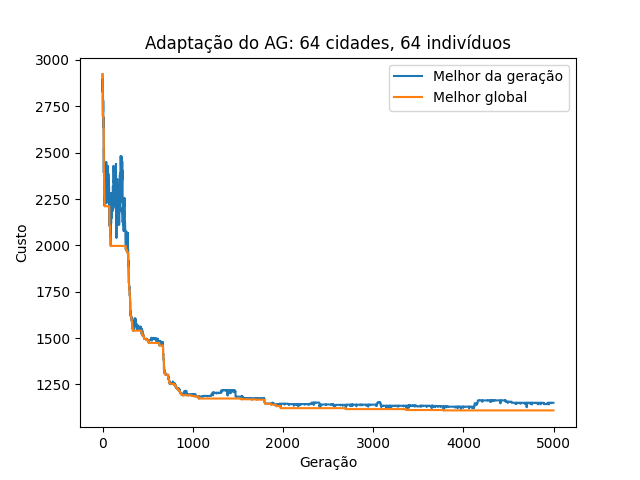 Adaptação do AG: 64 cidades, 64 indivíduos
Melhor da geração
Melhor global
Custo
3000
2750
2500
2250
2000
1750
1500
1250
0 1000 2000 3000 4000 5000
Geração